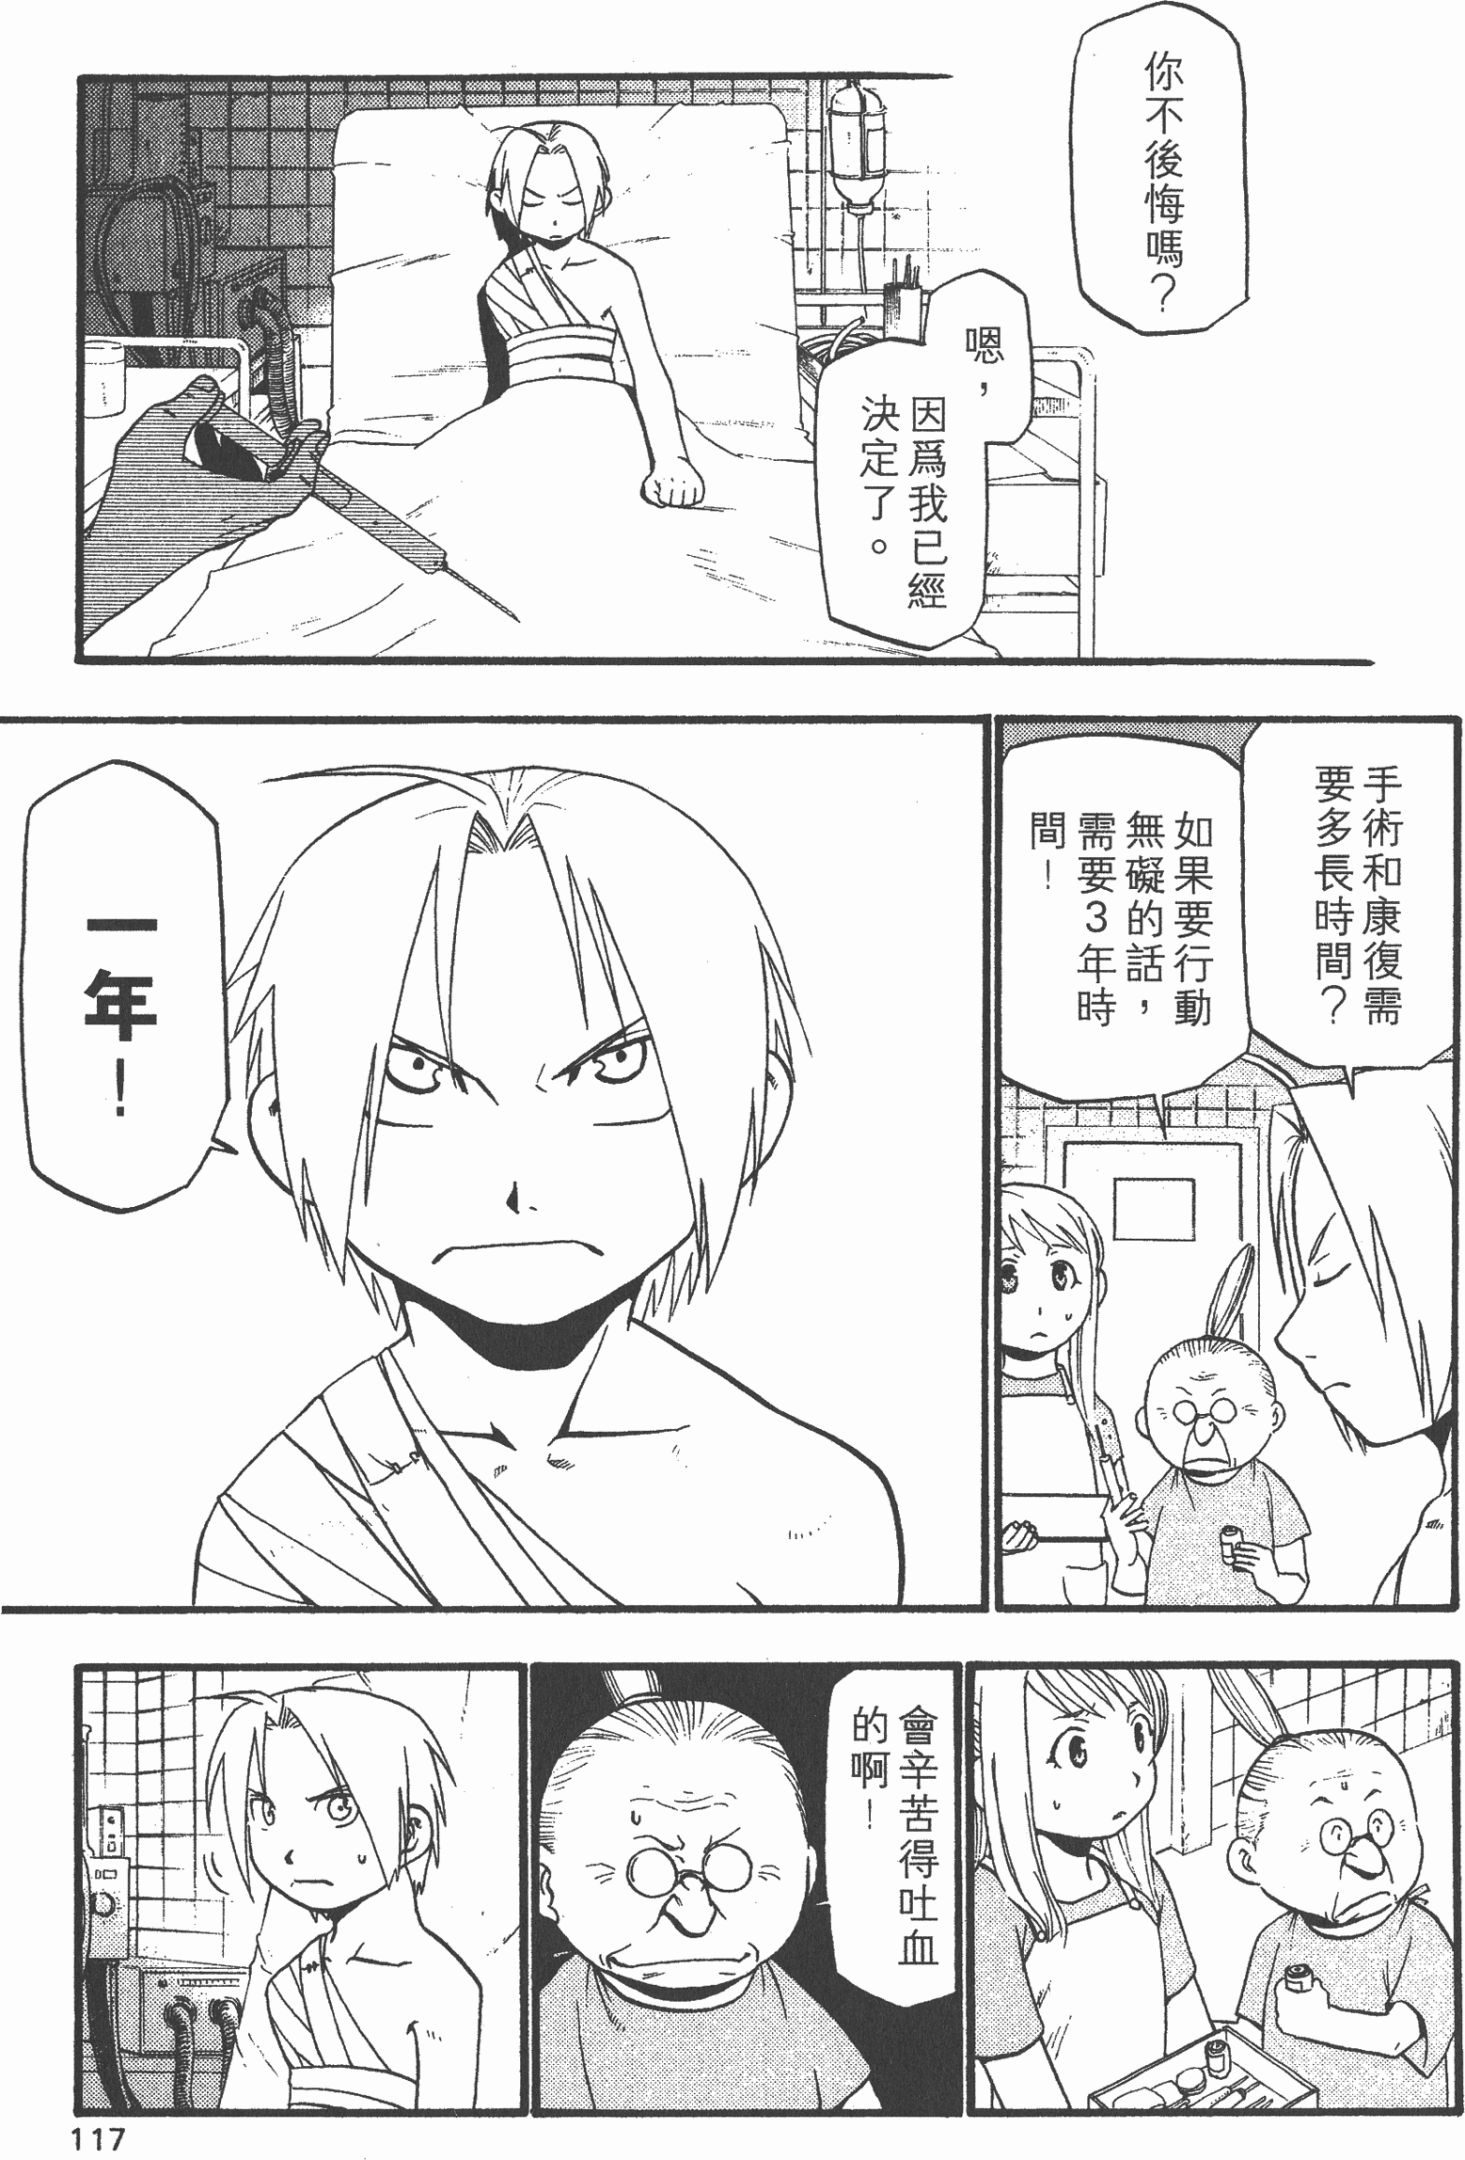 你不後悔嗎？
嗯，
因爲我已經
決定了。
手術和康復需
要多長時間？
如果要行動
無礙的話，
需要3年時
間！
一年！
會辛苦得吐血
的啊！
117